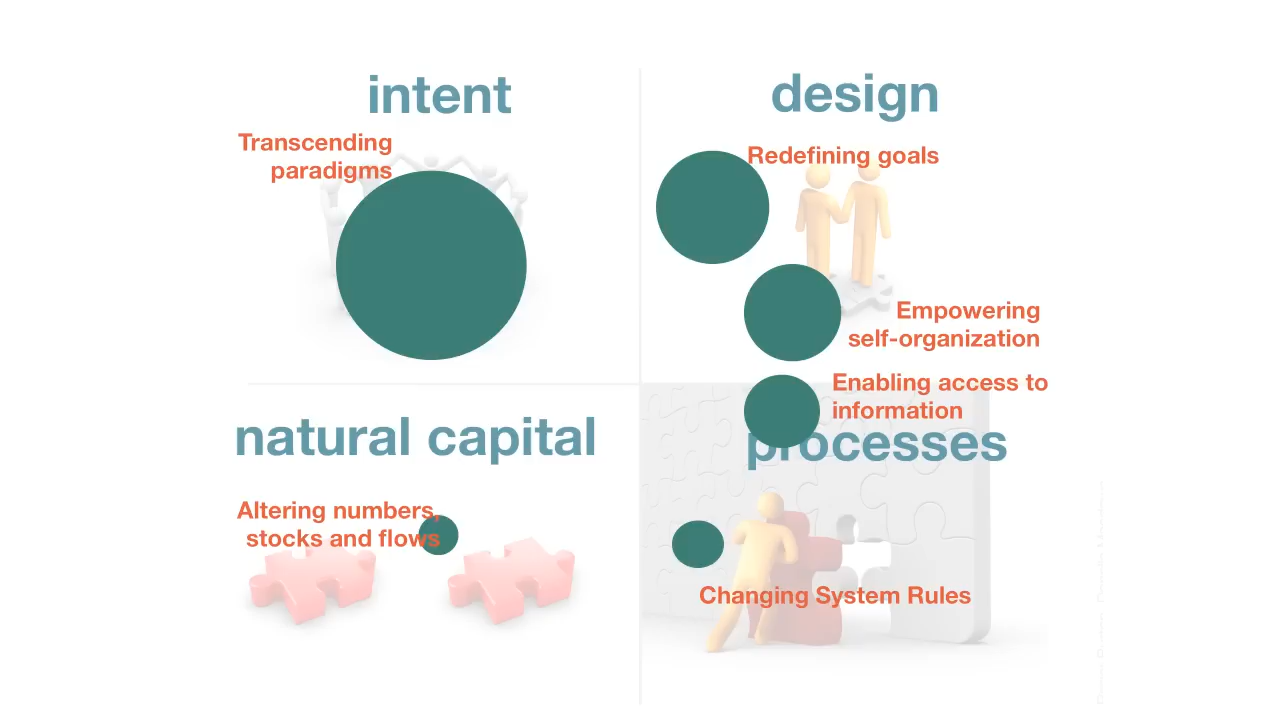 intent
Transcending
paradigms
design
Redefining goals
Empowering
self-organization
Enabling access to
information
natural capital
Altering numbers,
stocks and flows
processes
Changing System Rules